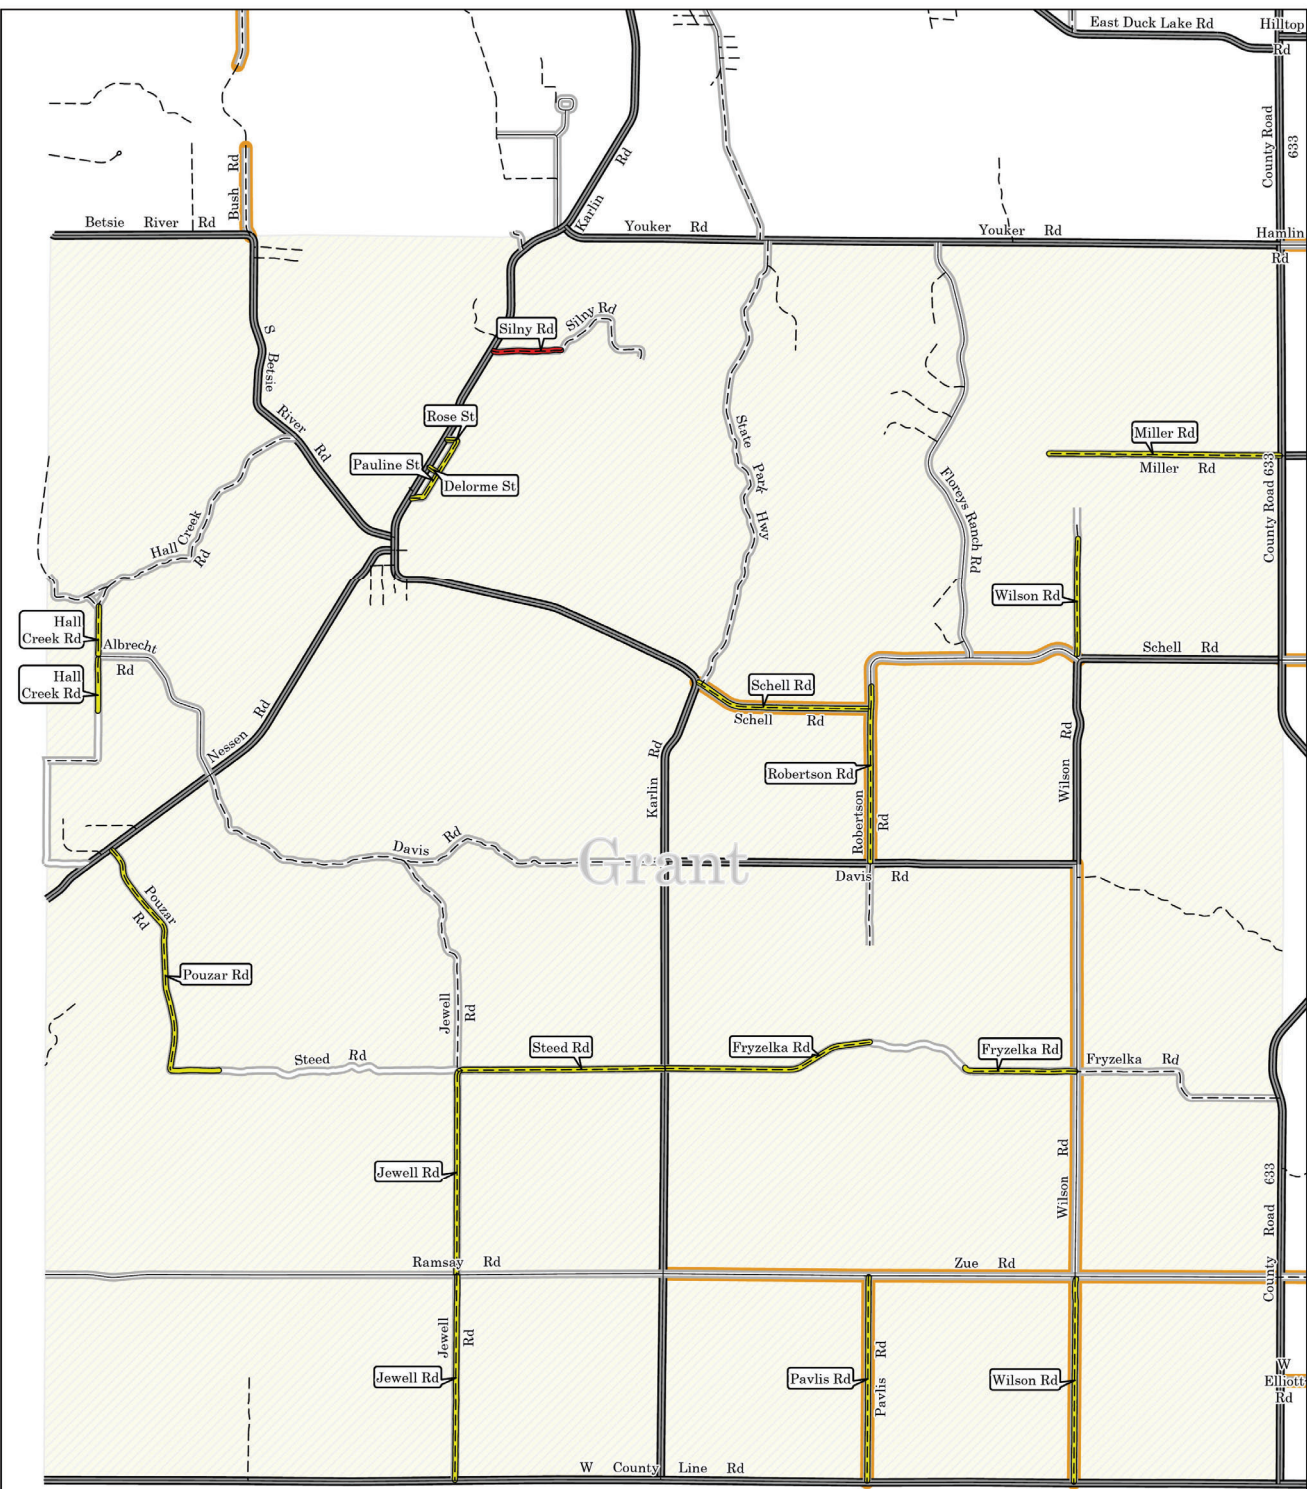 East Duck Lake Rd
Hilltop
Rd
County Road
633
Karlin
Rd
Bush Rd
Betsie River Rd
Youker Rd
Youker Rd
Hamlin
Rd
Silny Rd
Silny Rd
S Betsie
River
Rd
Rose St
Pauline St
Delorme St
State Park Hwy
Floreys Ranch Rd
Miller Rd
Miller Rd
County Road 633
Hall Creek
Rd
Wilson Rd
Hall
Creek Rd
Albrecht
Rd
Hall
Creek Rd
Schell Rd
Schell Rd
Schell Rd
Nessen Rd
Karlin Rd
Robertson Rd
Robertson
Rd
Wilson Rd
Davis Rd
Grant
Davis Rd
Pouzar
Rd
Pouzar Rd
Jewell
Rd
Steed Rd
Steed Rd
Fryzelka Rd
Fryzelka Rd
Fryzelka Rd
Jewell Rd
Wilson Rd
County Road 633
Ramsay Rd
Zue Rd
Jewell
Rd
Jewell Rd
Pavlis Rd
Pavlis Rd
Wilson Rd
W
Elliott
Rd
W County Line Rd